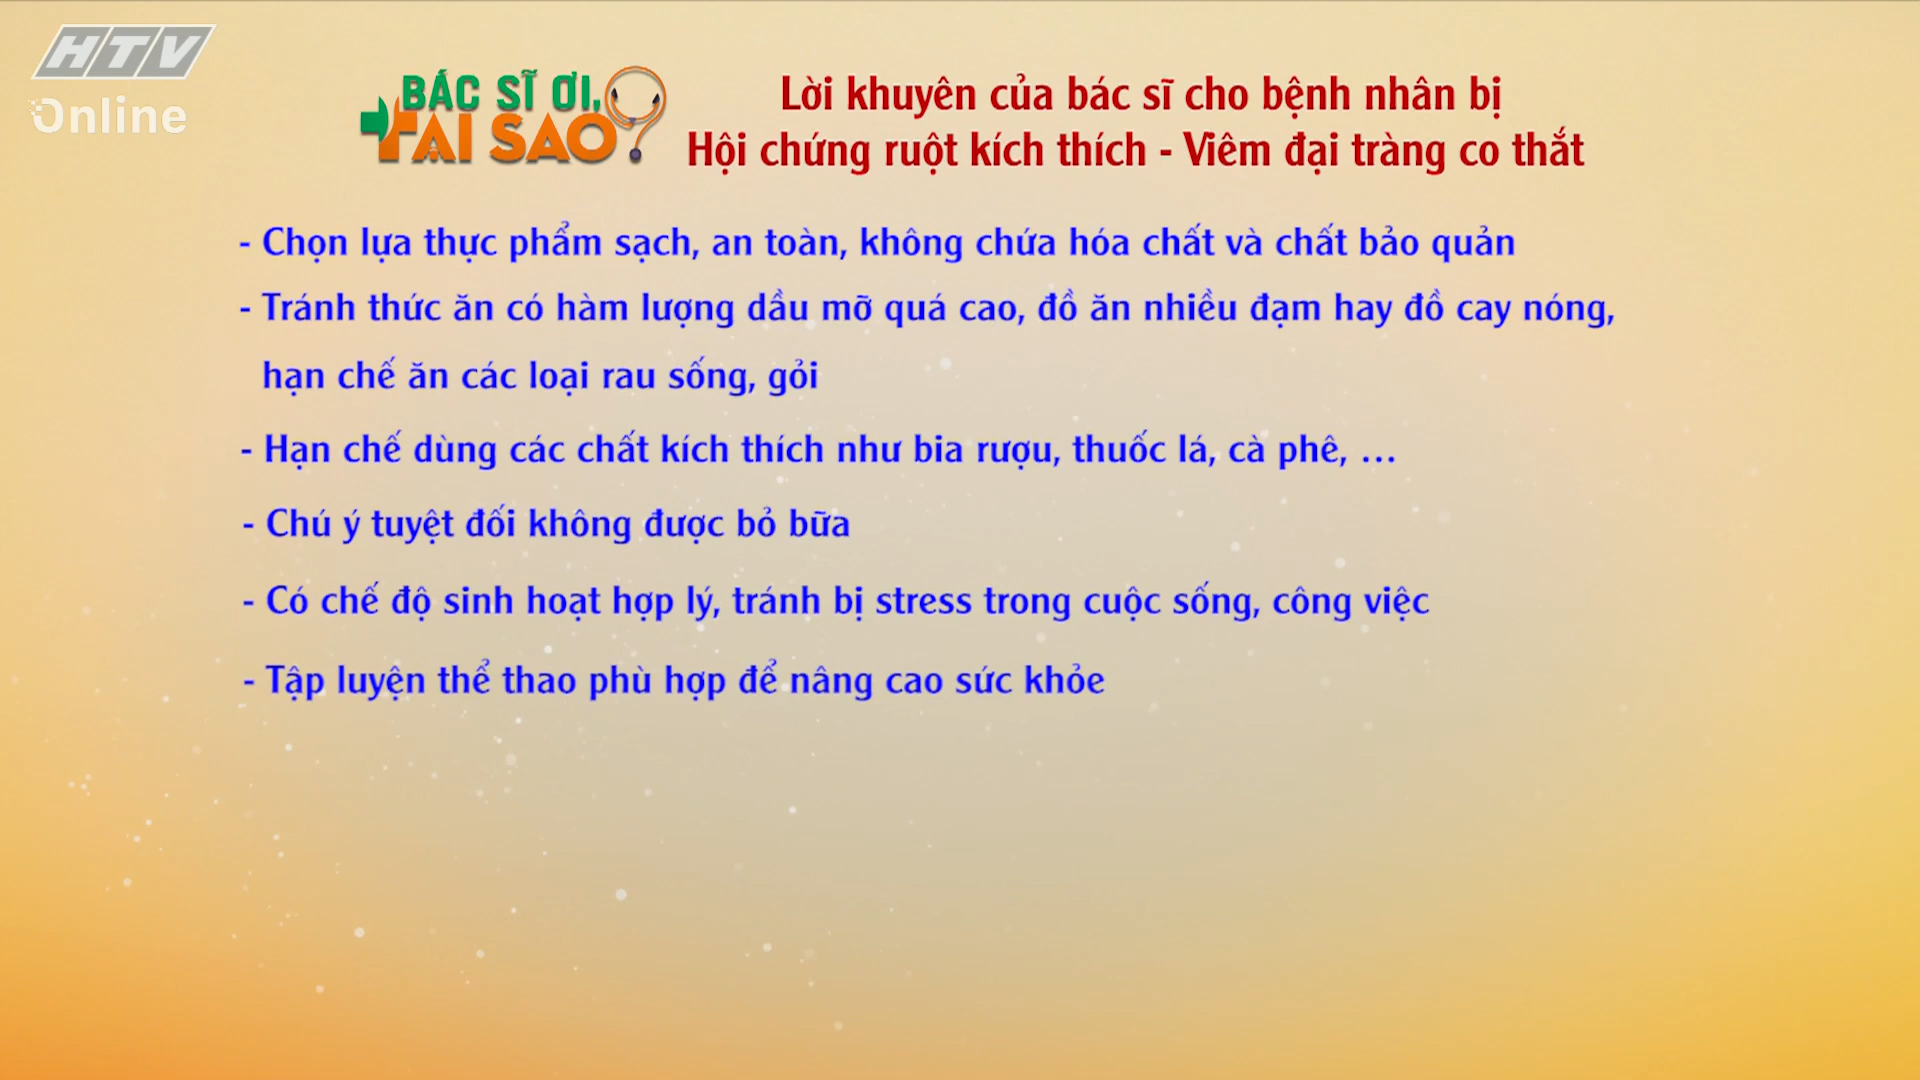 HTV
Online
BÁC SĨ ƠI,
TẠI SAO?
Lời khuyên của bác sĩ cho bệnh nhân bị
Hội chứng ruột kích thích - Viêm đại tràng co thắt
- Chọn lựa thực phẩm sạch, an toàn, không chứa hóa chất và chất bảo quản
- Tránh thức ăn có hàm lượng dầu mỡ quá cao, đồ ăn nhiều đạm hay đồ cay nóng,
hạn chế ăn các loại rau sống, gỏi
- Hạn chế dùng các chất kích thích như bia rượu, thuốc lá, cà phê, ...
- Chú ý tuyệt đối không được bỏ bữa
- Có chế độ sinh hoạt hợp lý, tránh bị stress trong cuộc sống, công việc
- Tập luyện thể thao phù hợp để nâng cao sức khỏe